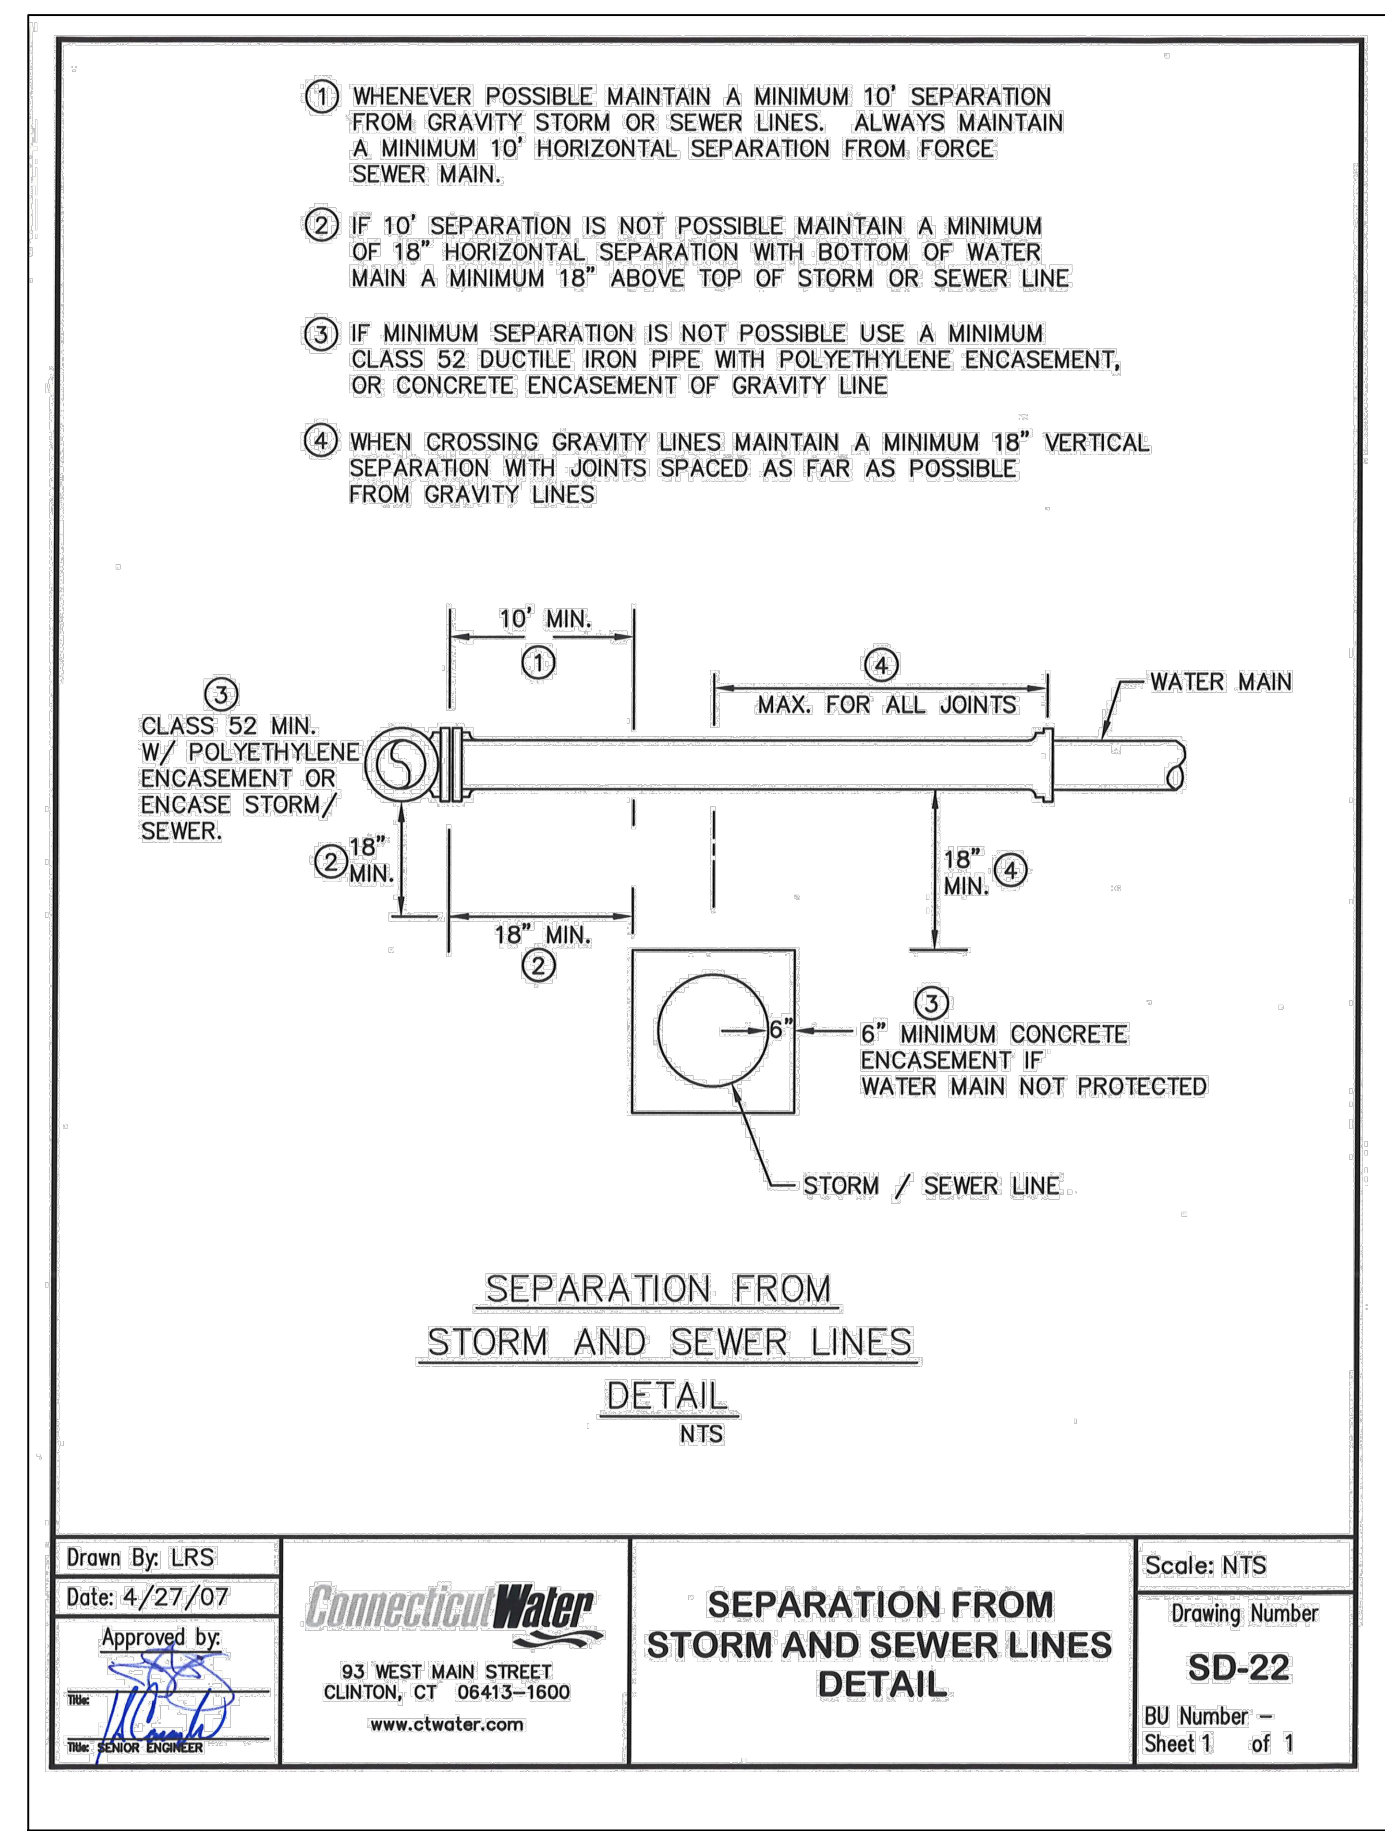 ① WHENEVER POSSIBLE MAINTAIN A MINIMUM 10' SEPARATION
FROM GRAVITY STORM OR SEWER LINES. ALWAYS MAINTAIN
A MINIMUM 10' HORIZONTAL SEPARATION FROM FORCE
SEWER MAIN.
② IF 10' SEPARATION IS NOT POSSIBLE MAINTAIN A MINIMUM
OF 18" HORIZONTAL SEPARATION WITH BOTTOM OF WATER
MAIN A MINIMUM 18" ABOVE TOP OF STORM OR SEWER LINE
③ IF MINIMUM SEPARATION IS NOT POSSIBLE USE A MINIMUM
CLASS 52 DUCTILE IRON PIPE WITH POLYETHYLENE ENCASEMENT,
OR CONCRETE ENCASEMENT OF GRAVITY LINE
④ WHEN CROSSING GRAVITY LINES MAINTAIN A MINIMUM 18" VERTICAL
SEPARATION WITH JOINTS SPACED AS FAR AS POSSIBLE
FROM GRAVITY LINES
10' MIN.
①
④
MAX. FOR ALL JOINTS
WATER MAIN
③
CLASS 52 MIN.
W/ POLYETHYLENE
ENCASEMENT OR
ENCASE STORM/
SEWER.
② 18"
MIN.
18" MIN.
②
18"
MIN. ④
6"
③
6" MINIMUM CONCRETE
ENCASEMENT IF
WATER MAIN NOT PROTECTED
STORM / SEWER LINE
SEPARATION FROM
STORM AND SEWER LINES
DETAIL
NTS
Drawn By: LRS
Date: 4/27/07
Approved by:
Title:
Title: SENIOR ENGINEER
ConnecticutWater
93 WEST MAIN STREET
CLINTON, CT 06413-1600
www.ctwater.com
SEPARATION FROM
STORM AND SEWER LINES
DETAIL
Scale: NTS
Drawing Number
SD-22
BU Number -
Sheet 1 of 1